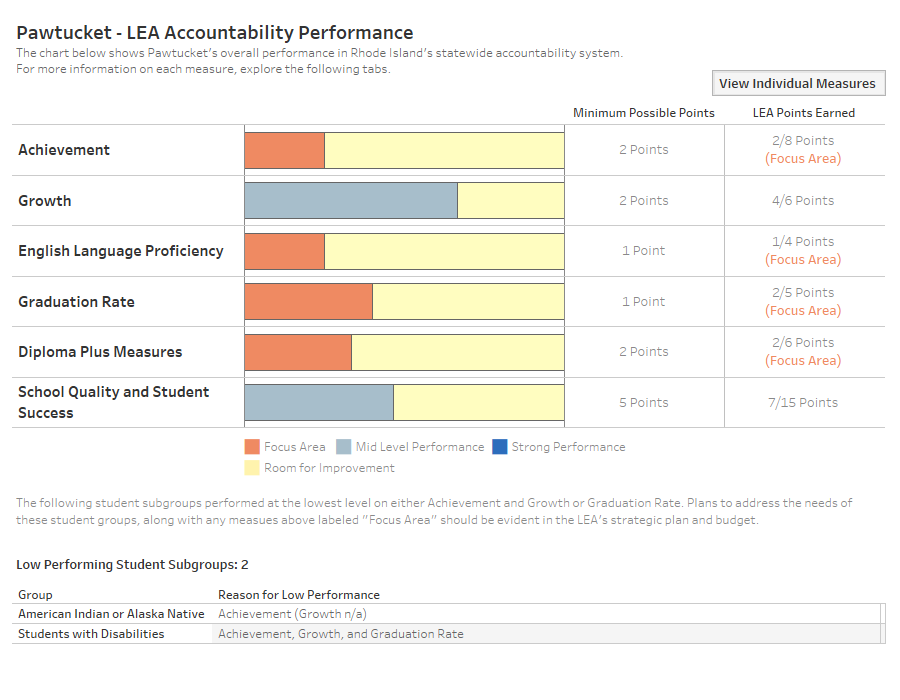 Pawtucket - LEA Accountability Performance
The chart below shows Pawtucket's overall performance in Rhode Island's statewide accountability system.
For more information on each measure, explore the following tabs.
View Individual Measures
Minimum Possible Points
LEA Points Earned
Achievement
2 Points
2/8 Points
(Focus Area)
Growth
2 Points
4/6 Points
English Language Proficiency
1 Point
1/4 Points
(Focus Area)
Graduation Rate
1 Point
2/5 Points
(Focus Area)
Diploma Plus Measures
2 Points
2/6 Points
(Focus Area)
School Quality and Student
Success
5 Points
7/15 Points
Focus Area
Mid Level Performance
Strong Performance
Room for Improvement
The following student subgroups performed at the lowest level on either Achievement and Growth or Graduation Rate. Plans to address the needs of
these student groups, along with any measues above labeled "Focus Area" should be evident in the LEA's strategic plan and budget.
Low Performing Student Subgroups: 2
Group Reason for Low Performance
American Indian or Alaska Native Achievement (Growth n/a)
Students with Disabilities Achievement, Growth, and Graduation Rate